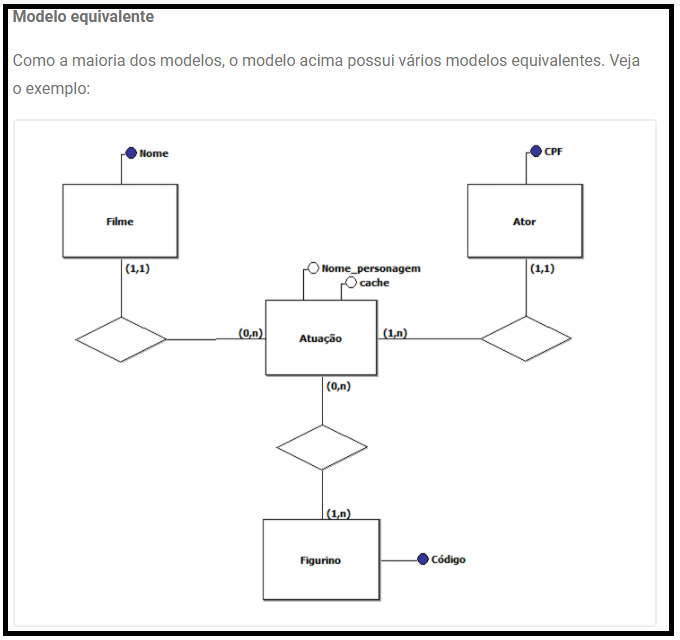 Modelo equivalente
Como a maioria dos modelos, o modelo acima possui vários modelos equivalentes. Veja
o exemplo:
Nome
CPF
Filme
Ator
(1,1)
(1,1)
Nome_personagem
cache
(0,n)
Atuação
(1,n)
(0,n)
(1,n)
Figurino
Código